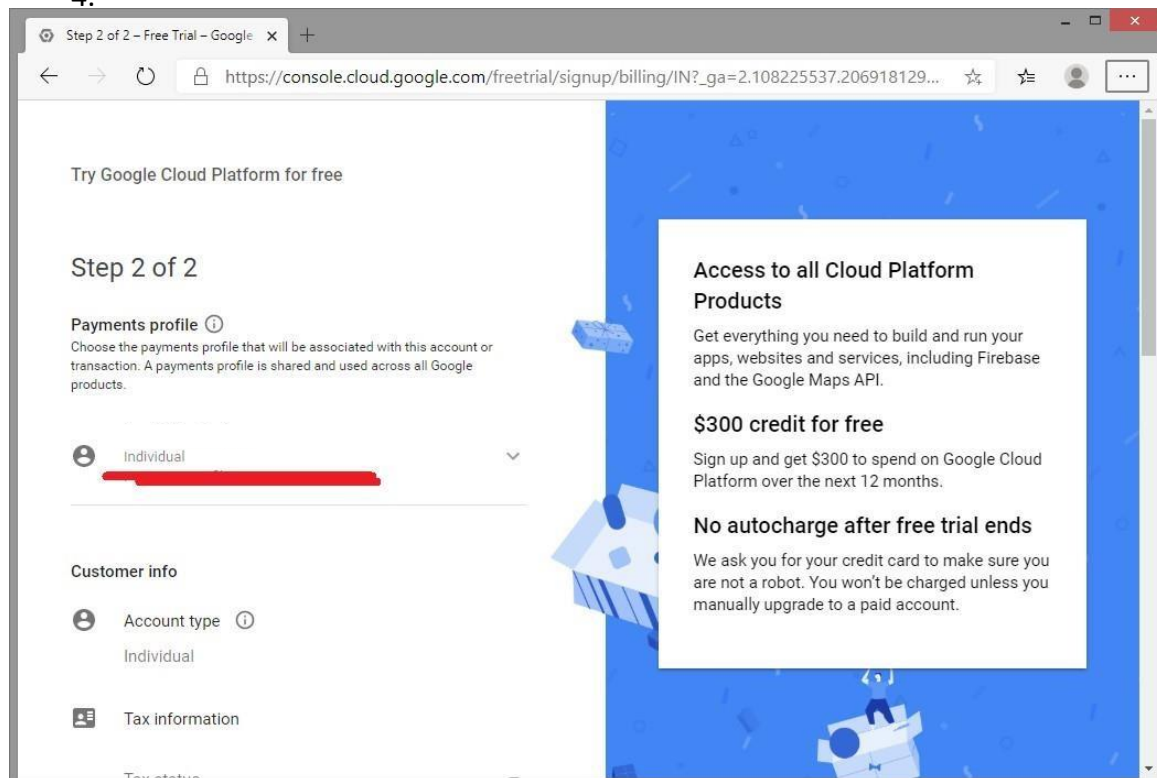 4.
Step 2 of 2 – Free Trial – Google
https://console.cloud.google.com/freetrial/signup/billing/IN?_ga=2.108225537.206918129...
Try Google Cloud Platform for free
Step 2 of 2
Payments profile
Choose the payments profile that will be associated with this account or
transaction. A payments profile is shared and used across all Google
products.
Individual
Customer info
Account type
Individual
Tax information
Tax status
Access to all Cloud Platform
Products
Get everything you need to build and run your
apps, websites and services, including Firebase
and the Google Maps API.
$300 credit for free
Sign up and get $300 to spend on Google Cloud
Platform over the next 12 months.
No autocharge after free trial ends
We ask you for your credit card to make sure you
are not a robot. You won't be charged unless you
manually upgrade to a paid account.